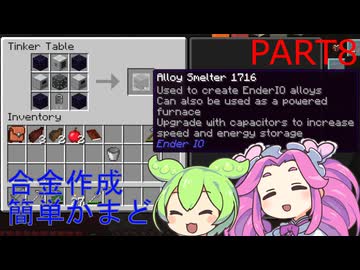 PART8
Tinker Table
Alloy Smelter 1716
Used to create EnderIO alloys
Can also be used as a powered
furnace
Upgrade with capacitors to increase
speed and energy storage
Ender IO
Inventory
合金作成
簡単かまど